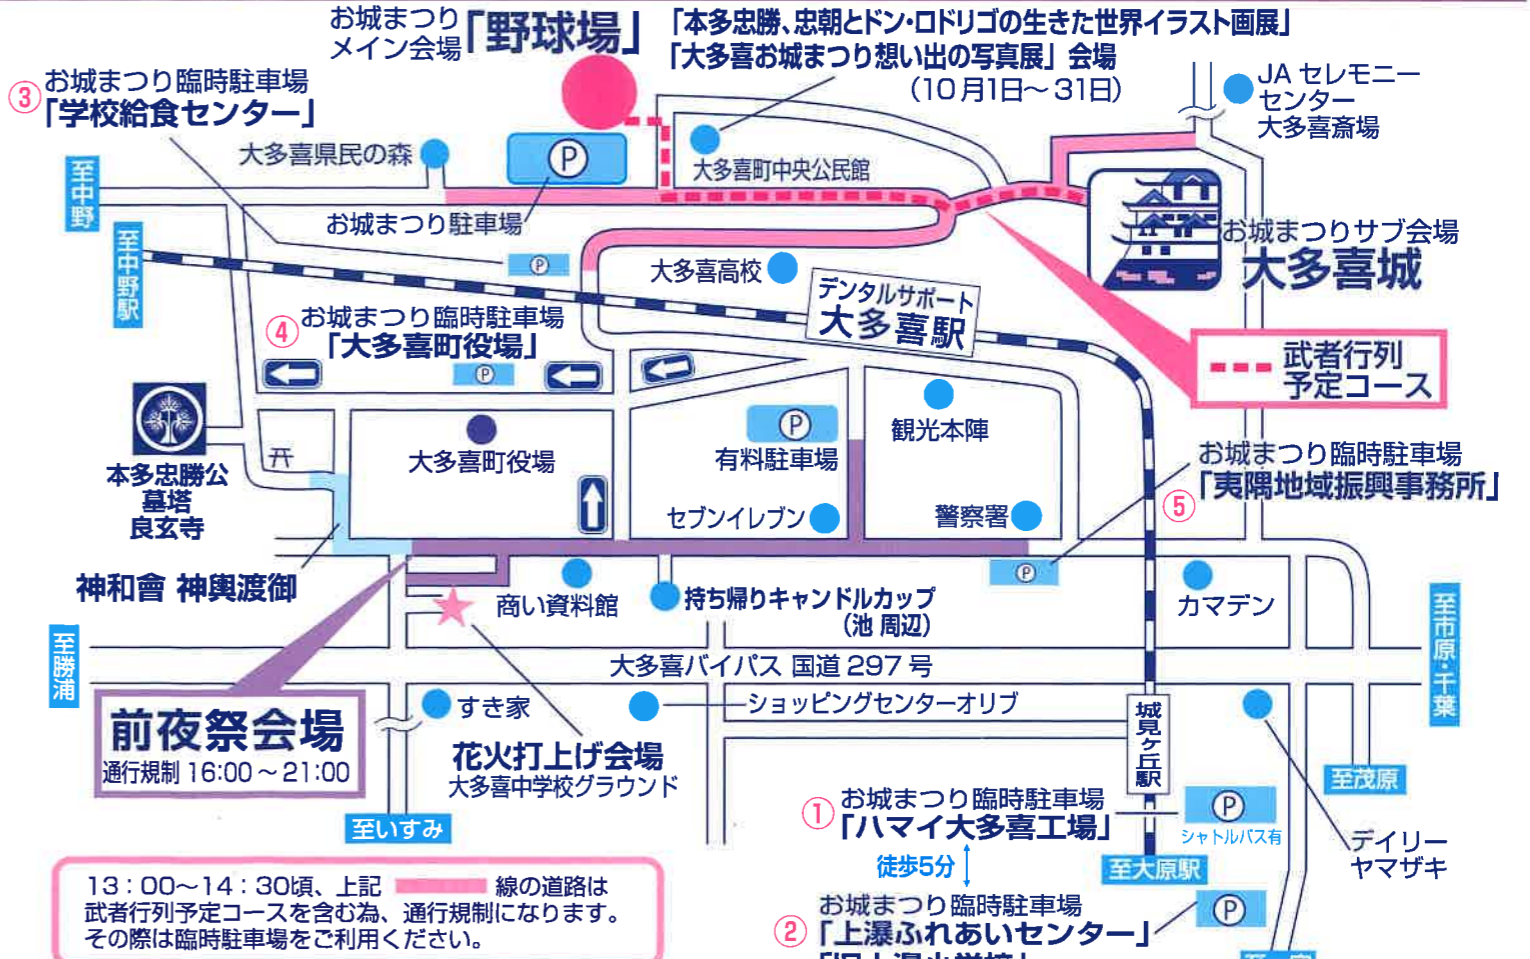 お城まつり
メイン会場「野球場」
「本多忠勝、忠朝とドン・ロドリゴの生きた世界イラスト画展」
「大多喜お城まつり想い出の写真展」会場
(10月1日～31日)
③ お城まつり臨時駐車場
「学校給食センター」
JA セレモニー
センター
大多喜斎場
大多喜県民の森
P
大多喜町中央公民館
至中野
お城まつり駐車場
至中野駅
P
大多喜高校
お城まつりサブ会場
大多喜城
デンタルサポート
大多喜駅
④ お城まつり臨時駐車場
「大多喜町役場」
P
武者行列
予定コース
本多忠勝公
墓塔
良玄寺
大多喜町役場
P
有料駐車場
観光本陣
お城まつり臨時駐車場
⑤「夷隅地域振興事務所」
セブンイレブン
警察署
神和會 神輿渡御
P
商い資料館
持ち帰りキャンドルカップ
(池 周辺)
カマデン
至勝浦
大多喜バイパス 国道297号
至市原・千葉
前夜祭会場
通行規制 16:00～21:00
すき家
ショッピングセンターオリブ
花火打上げ会場
大多喜中学校グラウンド
城見ヶ丘駅
至いすみ
至茂原
① お城まつり臨時駐車場
「ハマイ大多喜工場」
P
シャトルバス有
デイリー
ヤマザキ
徒歩5分
至大原駅
② お城まつり臨時駐車場
「上瀑ふれあいセンター」
P
13：00～14：30頃、上記 線の道路は
武者行列予定コースを含む為、通行規制になります。
その際は臨時駐車場をご利用ください。